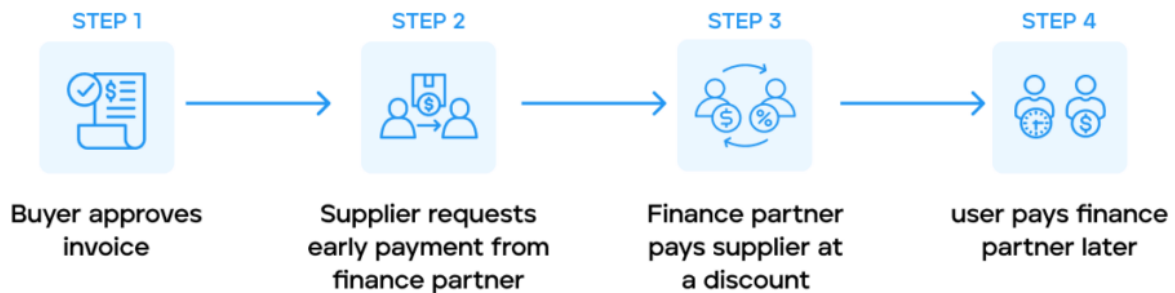 STEP 1
STEP 2
STEP 3
STEP 4
$
$
$
%
$
Buyer approves
invoice
Supplier requests
early payment from
finance partner
Finance partner
pays supplier at
a discount
user pays finance
partner later